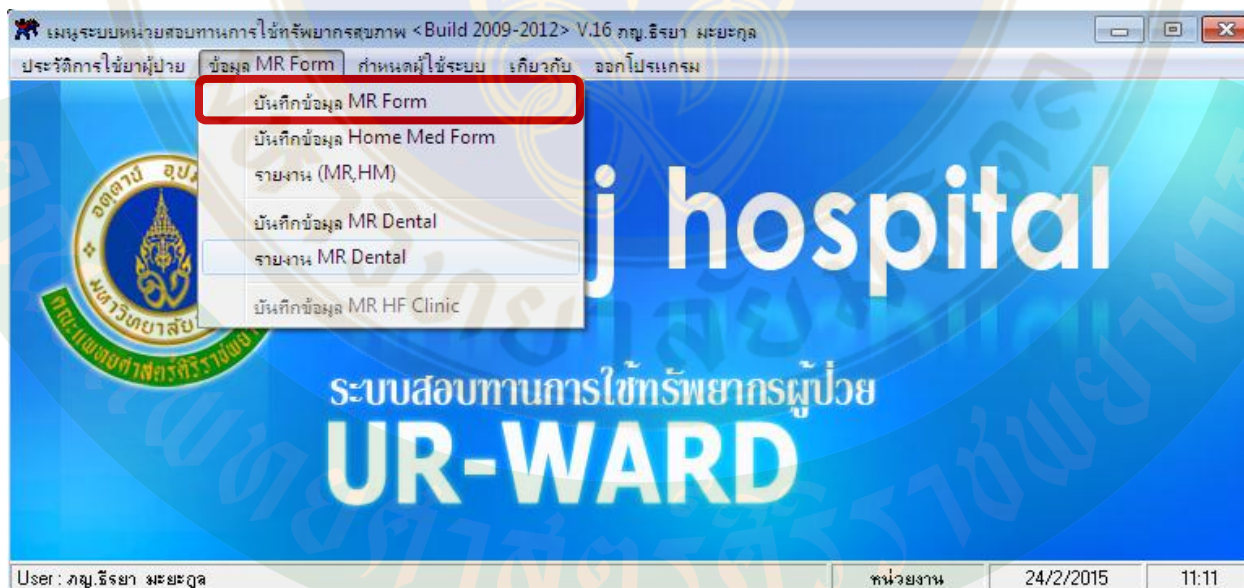 เมนูระบบหน่วยสอบทานการใช้ทรัพยากรสุขภาพ <Build 2009-2012> V.16 ภญ.ธิรยา มะยะกุล
ประวัติการใช้ยาผู้ป่วย ข้อมูล MR Form กำหนดผู้ใช้ระบบ เกี่ยวกับ ออกโปรแกรม
บันทึกข้อมูล MR Form
บันทึกข้อมูล Home Med Form
รายงาน (MR,HM)
บันทึกข้อมูล MR Dental
รายงาน MR Dental
บันทึกข้อมูล MR HF Clinic
j hospital
ระบบสอบทานการใช้ทรัพยากรผู้ป่วย
UR-WARD
User : ภญ.ธิรยา มะยะกุล หน่วยงาน 24/2/2015 11:11